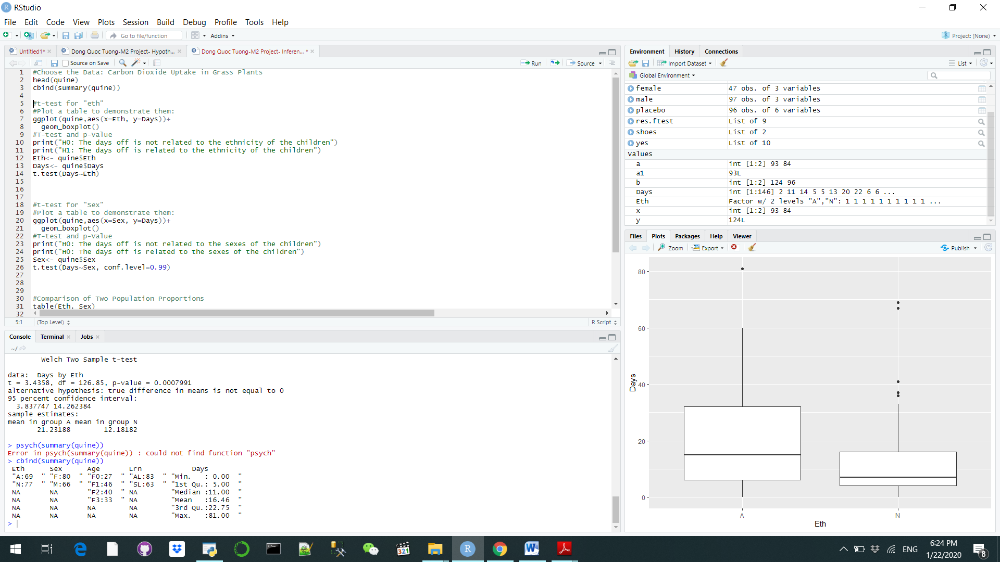 RStudio
File Edit Code View Plots Session Build Debug Profile Tools Help
Go to file/function Addins Project: (None)
Untitled1* Dong Quoc Tuong-M2 Project- Hypoth... Dong Quoc Tuong-M2 Project- Inferen... *
Source on Save Run Source
1 #Choose the Data: Carbon Dioxide Uptake in Grass Plants
2 head(quine)
3 cbind(summary(quine))
4
5 #t-test for "eth"
6 #Plot a table to demonstrate them:
7 ggplot(quine,aes(x=Eth, y=Days))+
8 geom_boxplot()
9 #T-test and p-Value
10 print("H0: The days off is not related to the ethnicity of the children")
11 print("H1: The days off is related to the ethnicity of the children")
12 Eth<- quine$Eth
13 Days<- quine$Days
14 t.test(Days~Eth)
15
16
17
18 #t-test for "Sex"
19 #Plot a table to demonstrate them:
20 ggplot(quine,aes(x=Sex, y=Days))+
21 geom_boxplot()
22 #T-test and p-Value
23 print("H0: The days off is not related to the sexes of the children")
24 print("H0: The days off is related to the sexes of the children")
25 Sex<- quine$Sex
26 t.test(Days~Sex, conf.level=0.99)
27
28
29
30 #Comparison of Two Population Proportions
31 table(Eth, Sex)
32
5:1 (Top Level) R Script
Console Terminal Jobs
~/
Welch Two Sample t-test
data: Days by Eth
t = 3.4358, df = 126.85, p-value = 0.0007991
alternative hypothesis: true difference in means is not equal to 0
95 percent confidence interval:
3.837747 14.262384
sample estimates:
mean in group A mean in group N
21.23188 12.18182
> psych(summary(quine))
Error in psych(summary(quine)) : could not find function "psych"
> cbind(summary(quine))
Eth Sex Age Lrn Days
"A:69 " "F:80 " "F0:27 " "AL:83 " "Min. : 0.00 "
"N:77 " "M:66 " "F1:46 " "SL:63 " "1st Qu.: 5.00 "
NA NA "F2:40 " NA "Median :11.00 "
NA NA "F3:33 " NA "Mean :16.46 "
NA NA NA NA "3rd Qu.:22.75 "
NA NA NA NA "Max. :81.00 "
>
Environment History Connections
Import Dataset List
Global Environment
female 47 obs. of 3 variables
male 97 obs. of 3 variables
placebo 96 obs. of 6 variables
res.ftest List of 9
shoes List of 2
yes List of 10
Values
a int [1:2] 93 84
a1 93L
b int [1:2] 124 96
Days int [1:146] 2 11 14 5 5 13 20 22 6 6 ...
Eth Factor w/ 2 levels "A","N": 1 1 1 1 1 1 1 1 1 1 ...
x int [1:2] 93 84
y 124L
Files Plots Packages Help Viewer
Zoom Export Publish
80
60
40
20
0
Days
A N
Eth
321
R
ENG
6:24 PM
1/22/2020
8